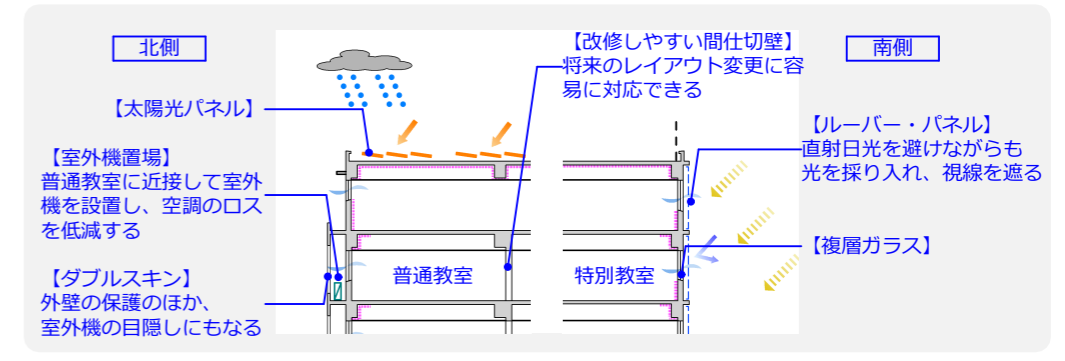 北側
【改修しやすい間仕切壁】
将来のレイアウト変更に容
易に対応できる
南側
【太陽光パネル】
【ルーバー・パネル】
直射日光を避けながらも
光を採り入れ、視線を遮る
【室外機置場】
普通教室に近接して室外
機を設置し、空調のロス
を低減する
【複層ガラス】
【ダブルスキン】
外壁の保護のほか、
室外機の目隠しにもなる
普通教室
特別教室